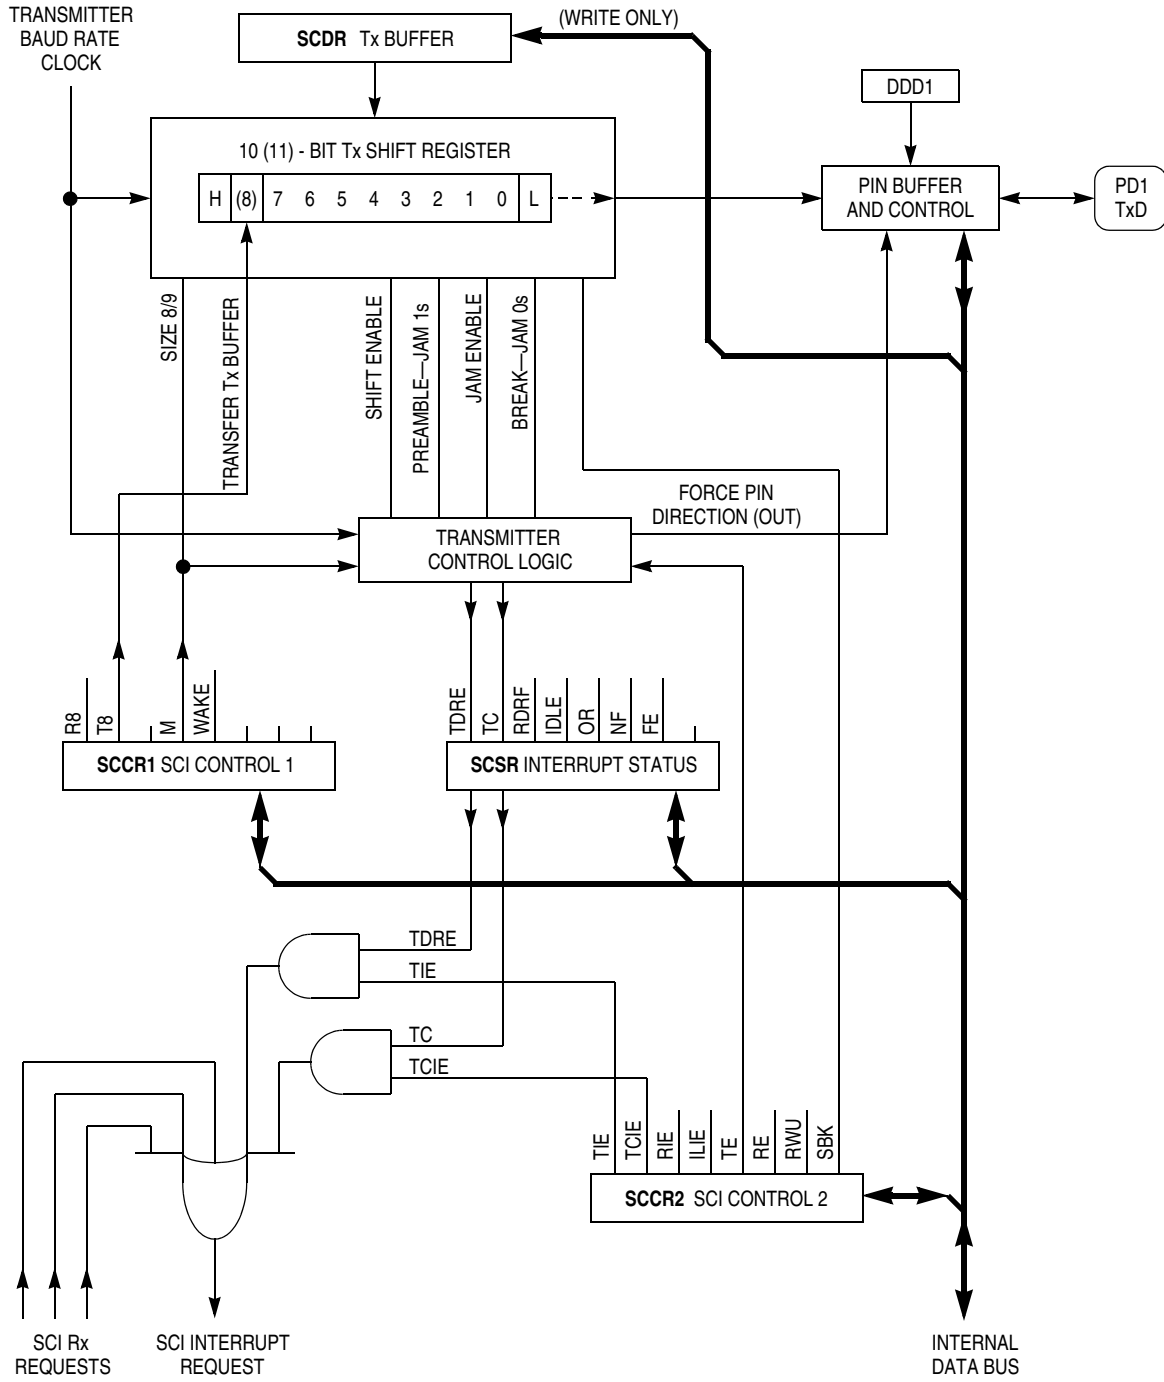 TRANSMITTER
BAUD RATE
CLOCK
SCDR Tx BUFFER
(WRITE ONLY)
DDD1
10 (11) - BIT Tx SHIFT REGISTER
H (8) 7 6 5 4 3 2 1 0 L
PIN BUFFER
AND CONTROL
PD1
TxD
SIZE 8/9
TRANSFER Tx BUFFER
SHIFT ENABLE
PREAMBLE—JAM 1s
JAM ENABLE
BREAK—JAM 0s
FORCE PIN
DIRECTION (OUT)
TRANSMITTER
CONTROL LOGIC
R8
T8
M
WAKE
TDRE
TC
RDRF
IDLE
OR
NF
FE
SCCR1 SCI CONTROL 1
SCSR INTERRUPT STATUS
TDRE
TIE
TC
TCIE
TIE
TCIE
RIE
ILIE
TE
RE
RWU
SBK
SCCR2 SCI CONTROL 2
SCI Rx
REQUESTS
SCI INTERRUPT
REQUEST
INTERNAL
DATA BUS